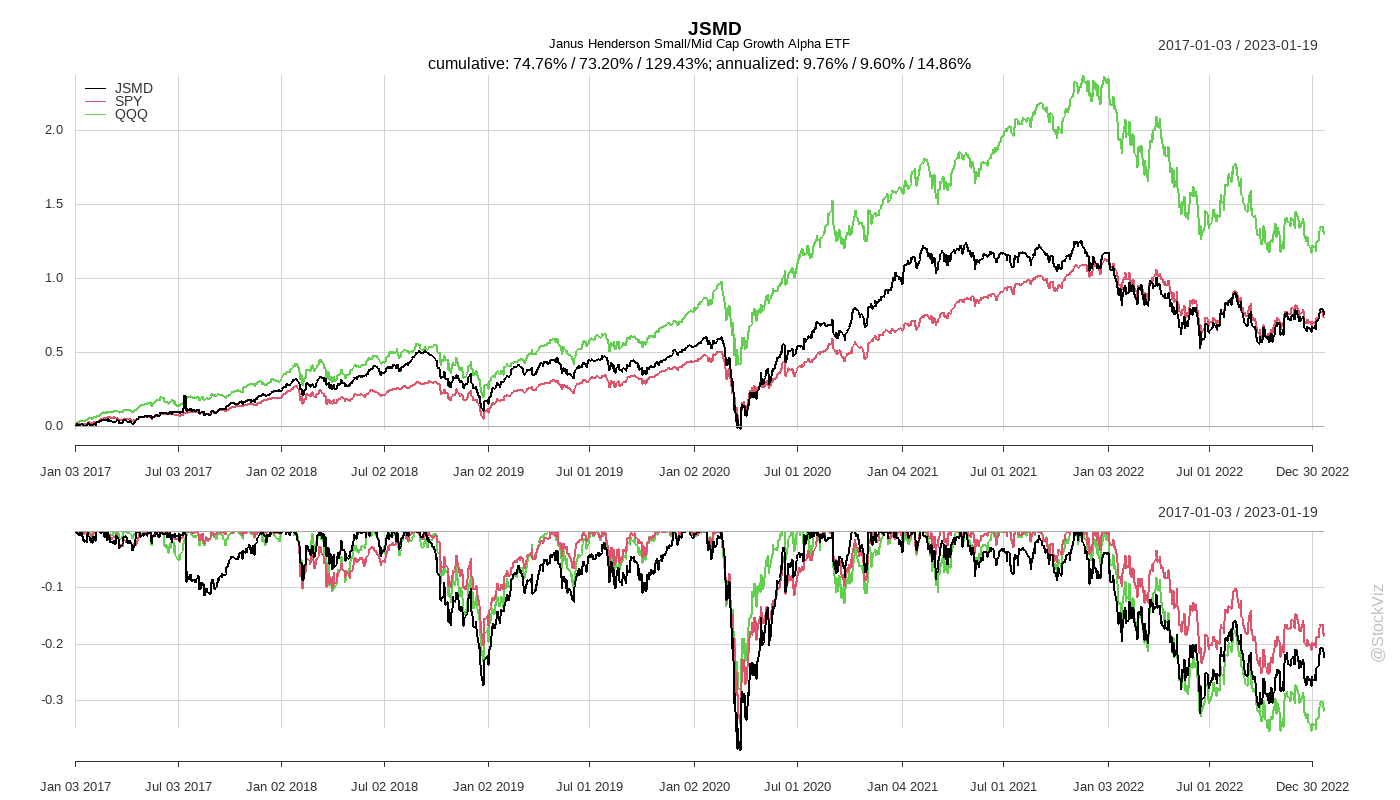 JSMD
Janus Henderson Small/Mid Cap Growth Alpha ETF
2017-01-03 / 2023-01-19
cumulative: 74.76% / 73.20% / 129.43%; annualized: 9.76% / 9.60% / 14.86%
JSMD
SPY
QQQ
2.0
1.5
1.0
0.5
0.0
Jan 03 2017 Jul 03 2017 Jan 02 2018 Jul 02 2018 Jan 02 2019 Jul 01 2019 Jan 02 2020 Jul 01 2020 Jan 04 2021 Jul 01 2021 Jan 03 2022 Jul 01 2022 Dec 30 2022
2017-01-03 / 2023-01-19
-0.1
-0.2
-0.3
Jan 03 2017 Jul 03 2017 Jan 02 2018 Jul 02 2018 Jan 02 2019 Jul 01 2019 Jan 02 2020 Jul 01 2020 Jan 04 2021 Jul 01 2021 Jan 03 2022 Jul 01 2022 Dec 30 2022
@StockViz